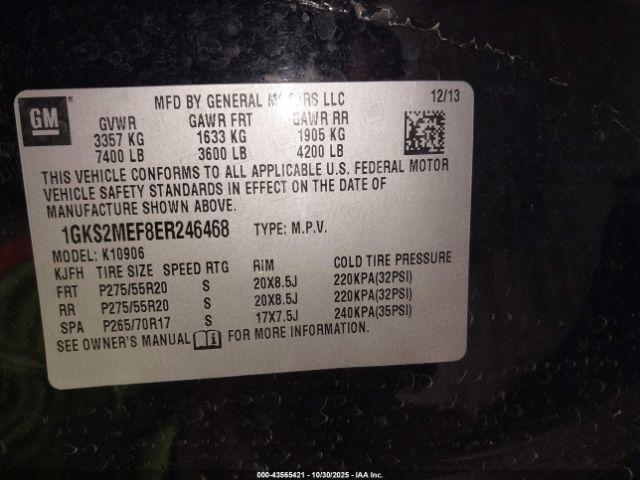 GM
MFD BY GENERAL MOTORS LLC
12/13
GVWR GAWR FRT GAWR RR
3357 KG 1633 KG 1905 KG
7400 LB 3600 LB 4200 LB
THIS VEHICLE CONFORMS TO ALL APPLICABLE U.S. FEDERAL MOTOR
VEHICLE SAFETY STANDARDS IN EFFECT ON THE DATE OF
MANUFACTURE SHOWN ABOVE.
1GKS2MEF8ER246468 TYPE: M.P.V.
MODEL: K10906
KJFH TIRE SIZE SPEED RTG RIM COLD TIRE PRESSURE
FRT P275/55R20 S 20X8.5J 220KPA(32PSI)
RR P275/55R20 S 20X8.5J 220KPA(32PSI)
SPA P265/70R17 S 17X7.5J 240KPA(35PSI)
SEE OWNER'S MANUAL FOR MORE INFORMATION.
000-43565421 | 10/30/2025 | © IAA Inc.